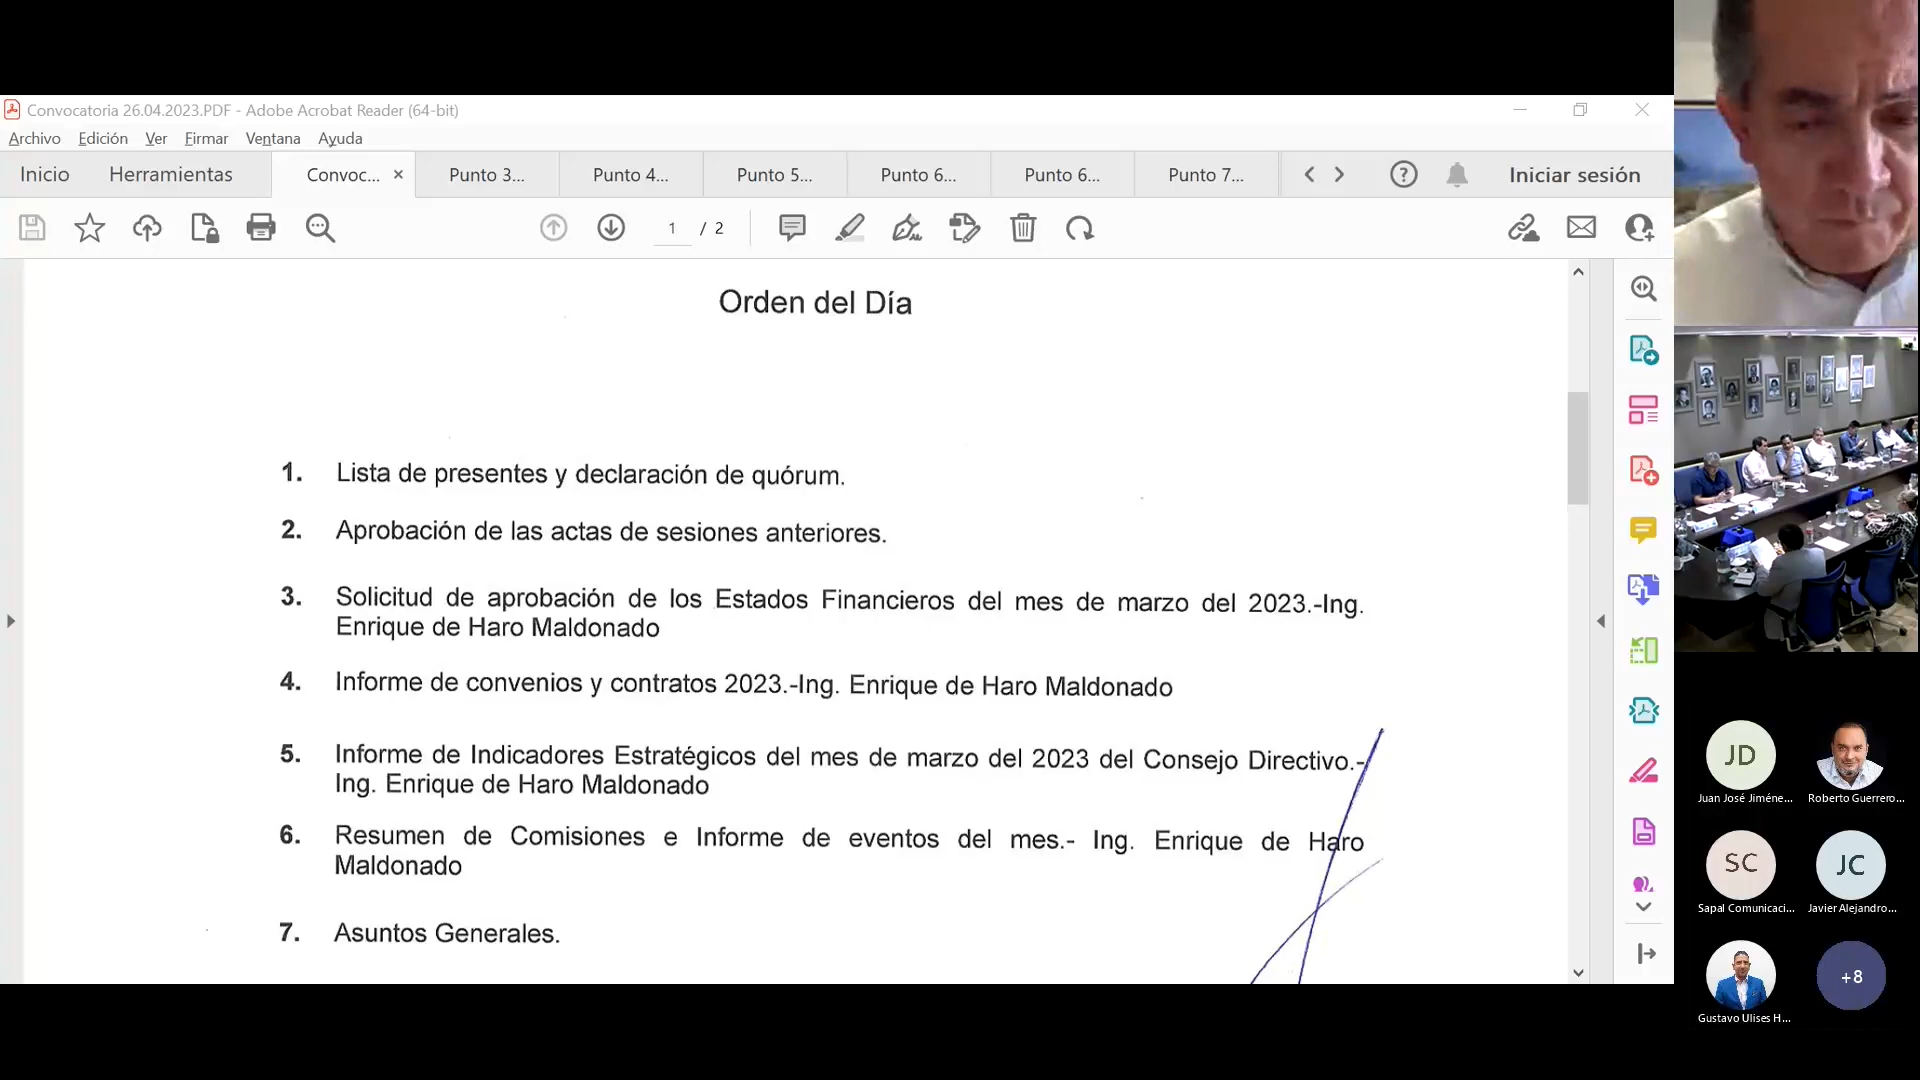 Convocatoria 26.04.2023.PDF - Adobe Acrobat Reader (64-bit)
Archivo Edición Ver Firmar Ventana Ayuda
Inicio Herramientas Convoc... Punto 3... Punto 4... Punto 5... Punto 6... Punto 6... Punto 7... Iniciar sesión
1 / 2
Orden del Día
1. Lista de presentes y declaración de quórum.
2. Aprobación de las actas de sesiones anteriores.
3. Solicitud de aprobación de los Estados Financieros del mes de marzo del 2023.-Ing.
Enrique de Haro Maldonado
4. Informe de convenios y contratos 2023.-Ing. Enrique de Haro Maldonado
5. Informe de Indicadores Estratégicos del mes de marzo del 2023 del Consejo Directivo.-
Ing. Enrique de Haro Maldonado
6. Resumen de Comisiones e Informe de eventos del mes.- Ing. Enrique de Haro
Maldonado
7. Asuntos Generales.
JD
Juan José Jiméne... Roberto Guerrero...
SC JC
Sapal Comunicaci... Javier Alejandro...
+8
Gustavo Ulises H...